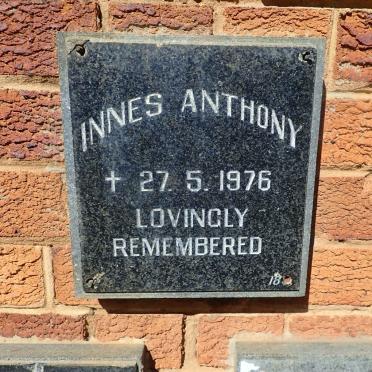 INNES ANTHONY
† 27. 5. 1976
LOVINGLY
REMEMBERED
18